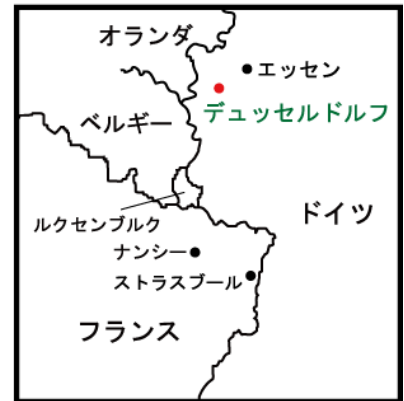 オランダ
エッセン
デュッセルドルフ
ベルギー
ドイツ
ルクセンブルク
ナンシー
ストラスブール
フランス